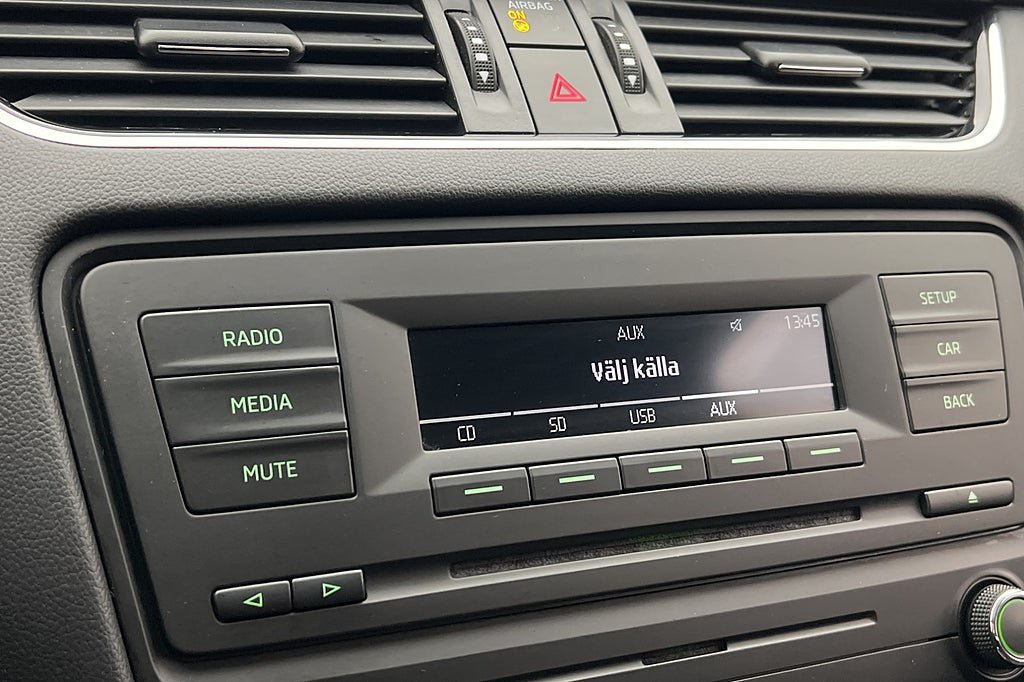 AIRBAG
ON
RADIO
MEDIA
MUTE
AUX 13:45
Välj källa
CD SD USB AUX
SETUP
CAR
BACK